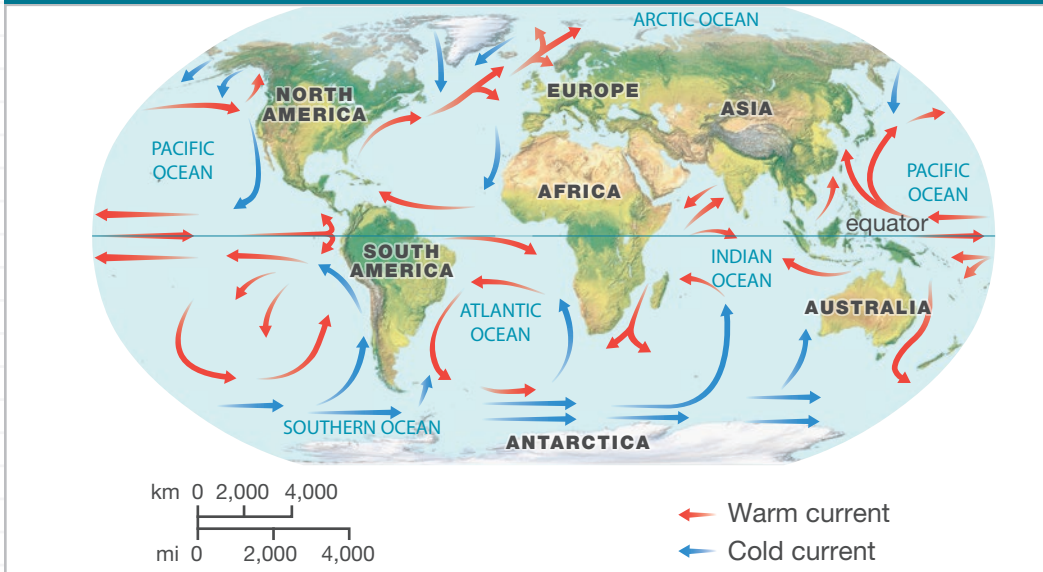 ARCTIC OCEAN
NORTH
AMERICA
EUROPE
ASIA
PACIFIC
OCEAN
PACIFIC
OCEAN
AFRICA
equator
SOUTH
AMERICA
INDIAN
OCEAN
ATLANTIC
OCEAN
AUSTRALIA
SOUTHERN OCEAN
ANTARCTICA
km 0 2,000 4,000
mi 0 2,000 4,000
Warm current
Cold current